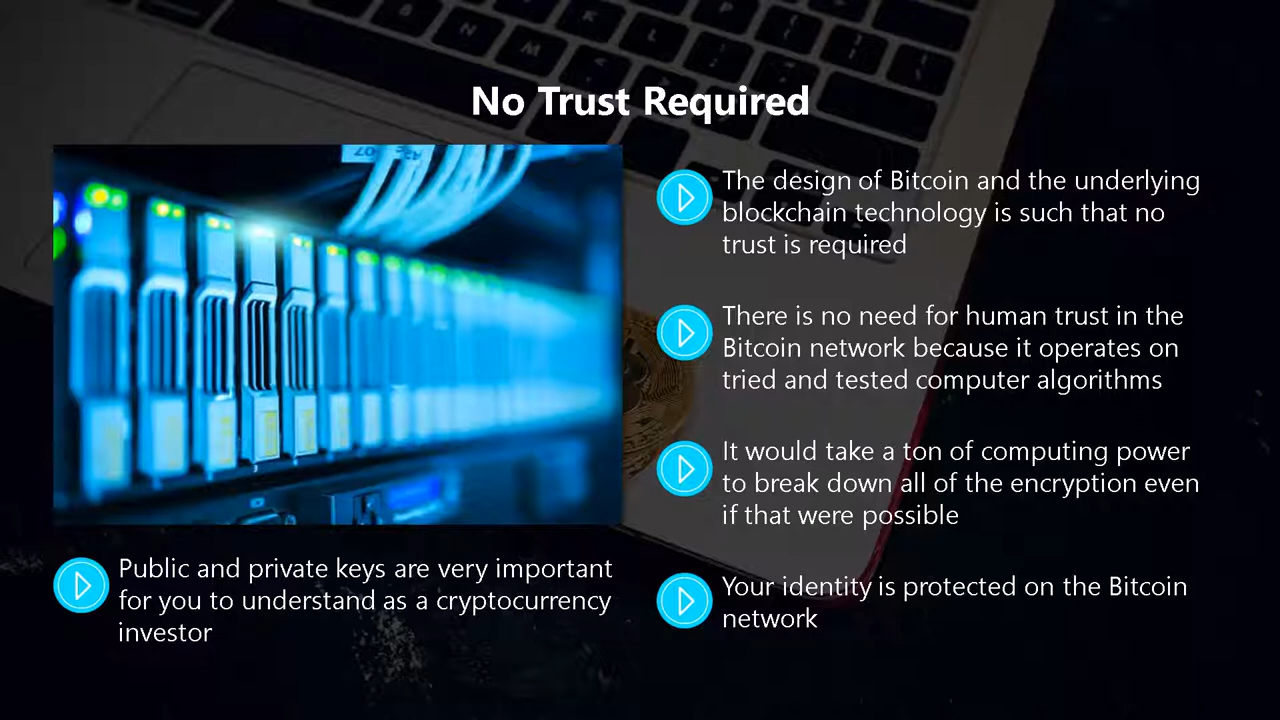 No Trust Required
The design of Bitcoin and the underlying
blockchain technology is such that no
trust is required
There is no need for human trust in the
Bitcoin network because it operates on
tried and tested computer algorithms
It would take a ton of computing power
to break down all of the encryption even
if that were possible
Your identity is protected on the Bitcoin
network
Public and private keys are very important
for you to understand as a cryptocurrency
investor